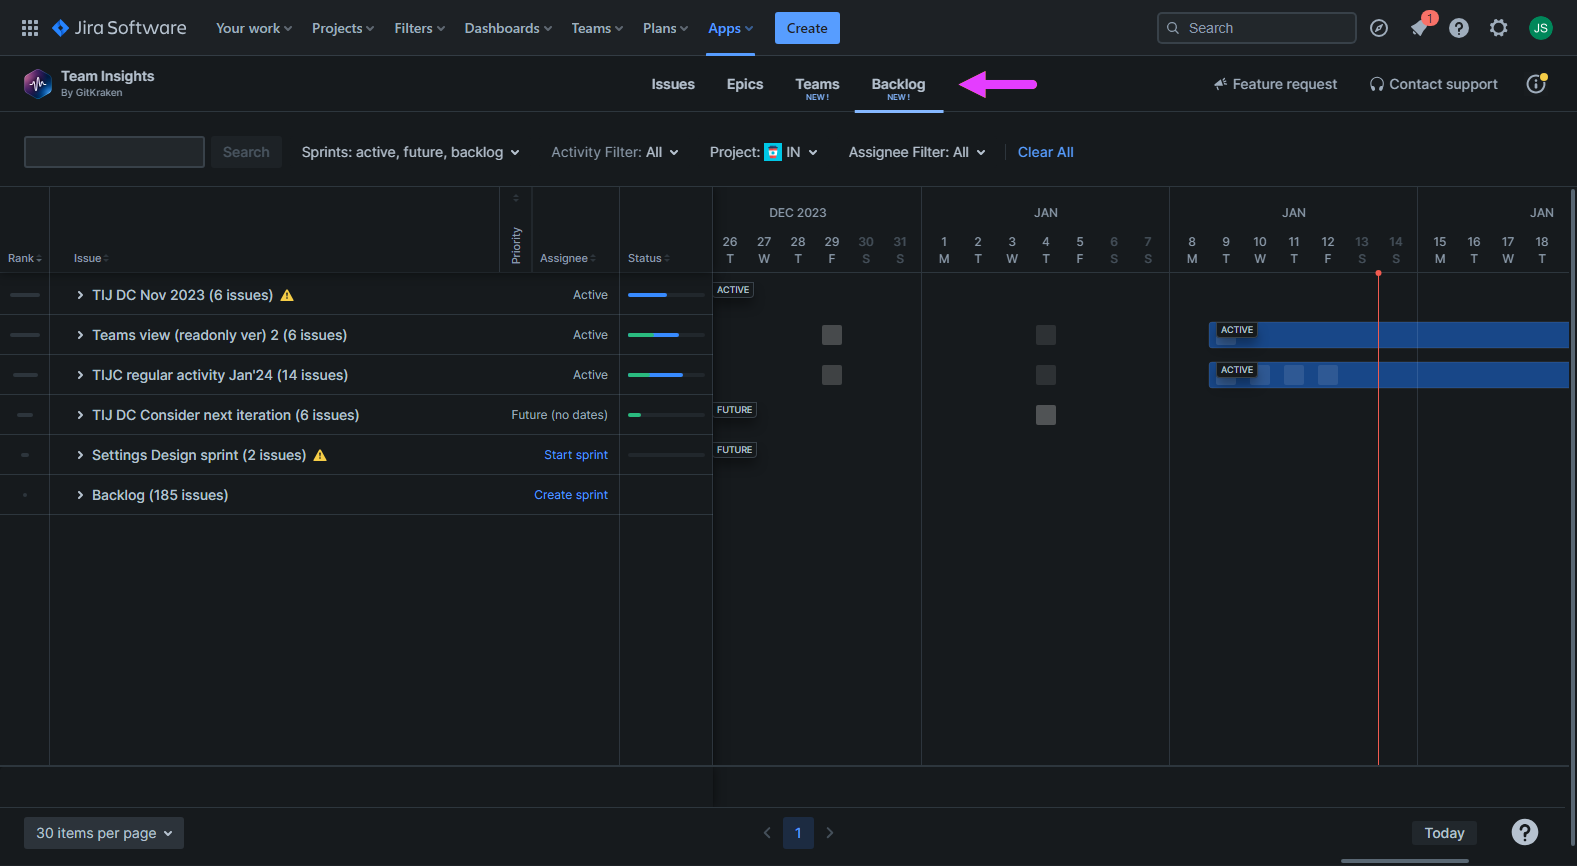 Jira Software Your work Projects Filters Dashboards Teams Plans Apps Create Search 1 JS
Team Insights
By GitKraken
Issues Epics Teams Backlog Feature request Contact support
NEW! NEW!
Search Sprints: active, future, backlog Activity Filter: All Project: IN Assignee Filter: All Clear All
DEC 2023 JAN JAN JAN
26 27 28 29 30 31 1 2 3 4 5 6 7 8 9 10 11 12 13 14 15 16 17 18
T W T F S S M T W T F S S M T W T F S S M T W T
Rank Issue Priority Assignee Status
TIJ DC Nov 2023 (6 issues) Active ACTIVE
Teams view (readonly ver) 2 (6 issues) Active ACTIVE
TIJC regular activity Jan'24 (14 issues) Active ACTIVE
TIJ DC Consider next iteration (6 issues) Future (no dates) FUTURE
Settings Design sprint (2 issues) Start sprint FUTURE
Backlog (185 issues) Create sprint
30 items per page 1 Today